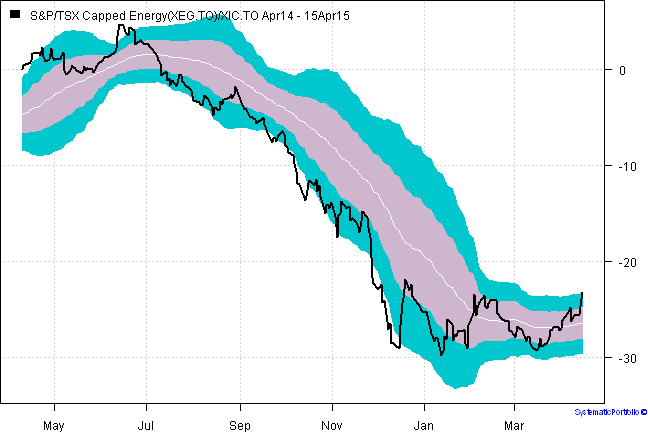 S&P/TSX Capped Energy(XEG.TO)/XIC.TO Apr14 - 15Apr15
0
-10
-20
-30
May Jul Sep Nov Jan Mar
SystematicPortfolio ©